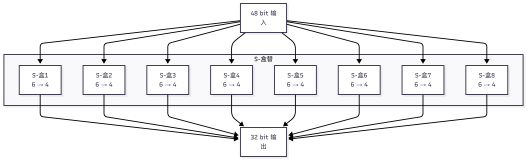 48 bit 输
入
S-盒替
S-盒1
6 → 4
S-盒2
6 → 4
S-盒3
6 → 4
S-盒4
6 → 4
S-盒5
6 → 4
S-盒6
6 → 4
S-盒7
6 → 4
S-盒8
6 → 4
32 bit 输
出